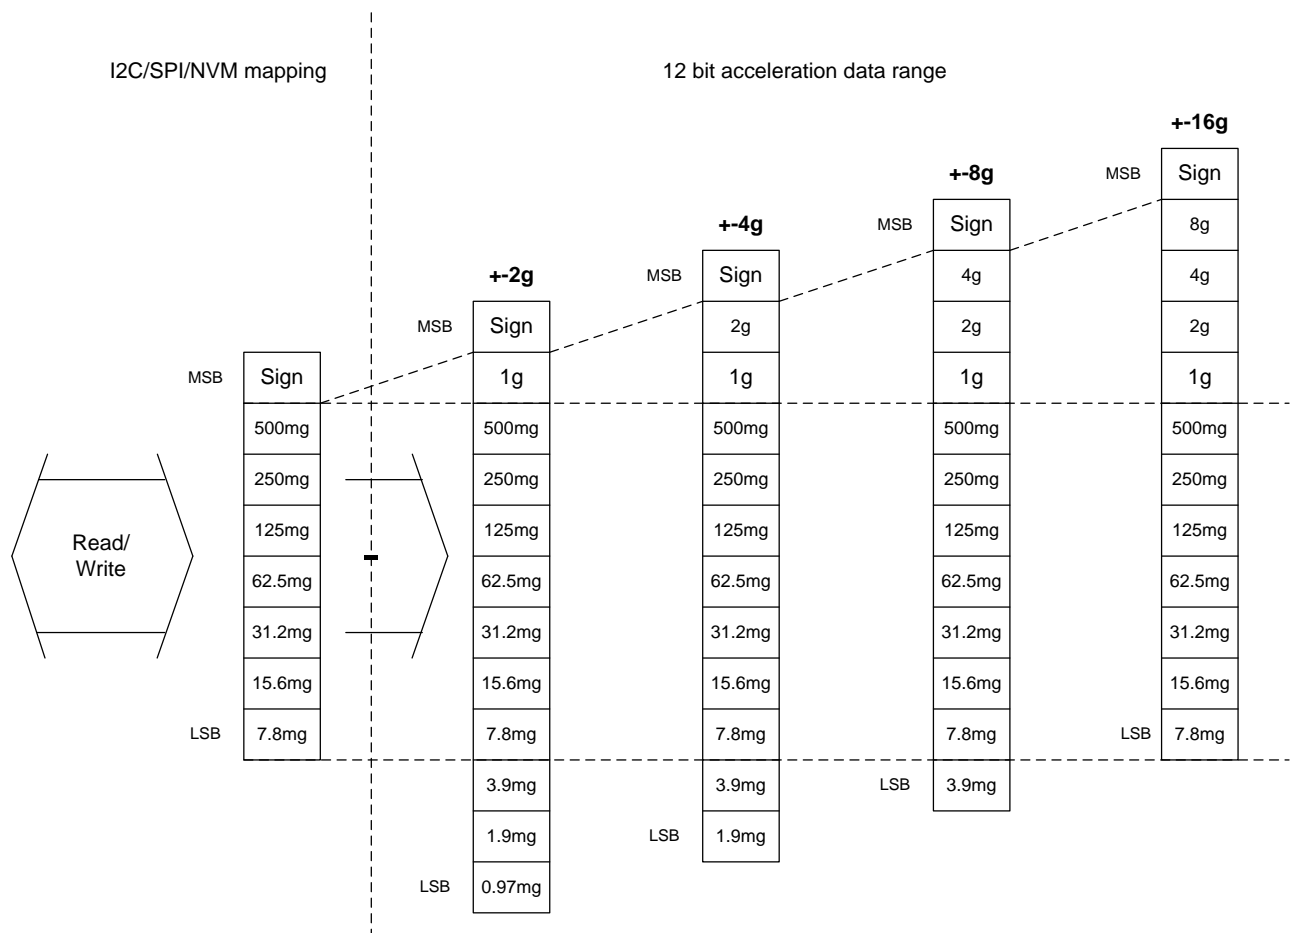 I2C/SPI/NVM mapping
12 bit acceleration data range
MSB
Sign
500mg
250mg
125mg
62.5mg
31.2mg
15.6mg
LSB
7.8mg
Read/
Write
+-2g
MSB
Sign
1g
500mg
250mg
125mg
62.5mg
31.2mg
15.6mg
7.8mg
3.9mg
1.9mg
LSB
0.97mg
+-4g
MSB
Sign
2g
1g
500mg
250mg
125mg
62.5mg
31.2mg
15.6mg
7.8mg
3.9mg
LSB
1.9mg
+-8g
MSB
Sign
4g
2g
1g
500mg
250mg
125mg
62.5mg
31.2mg
15.6mg
7.8mg
LSB
3.9mg
+-16g
MSB
Sign
8g
4g
2g
1g
500mg
250mg
125mg
62.5mg
31.2mg
15.6mg
LSB
7.8mg